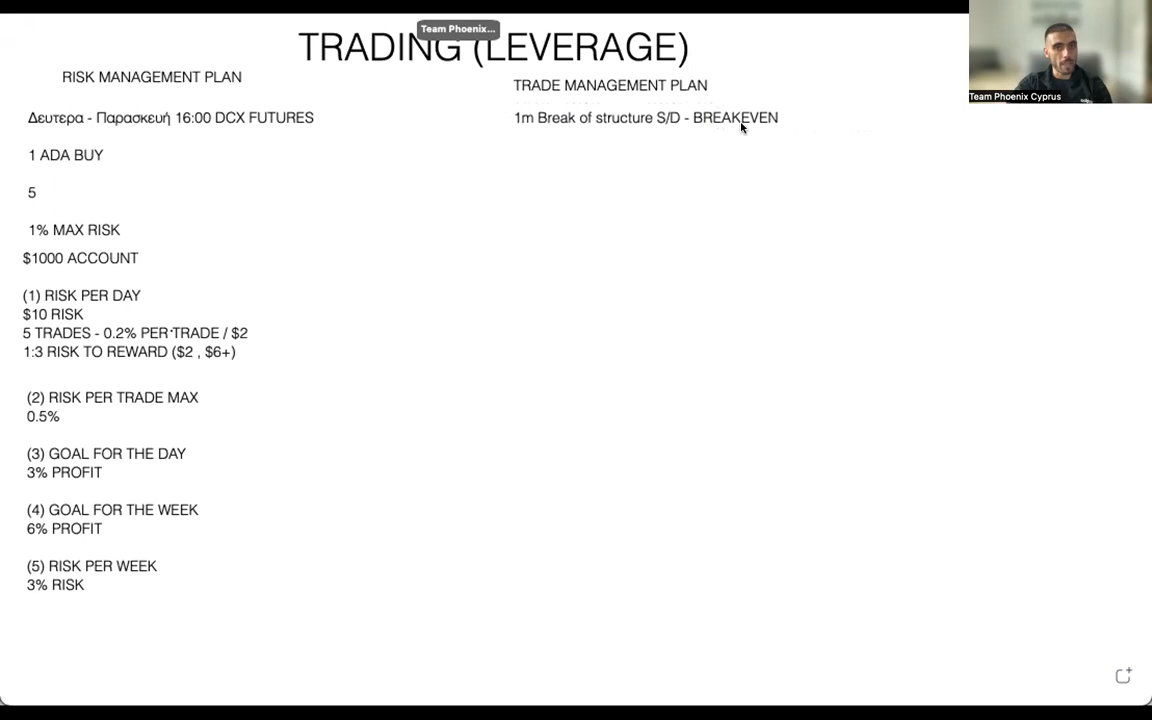 Team Phoenix...
TRADING (LEVERAGE)
RISK MANAGEMENT PLAN
Δευτερα - Παρασκευή 16:00 DCX FUTURES
1 ADA BUY
5
1% MAX RISK
$1000 ACCOUNT
(1) RISK PER DAY
$10 RISK
5 TRADES - 0.2% PER TRADE / $2
1:3 RISK TO REWARD ($2 , $6+)
(2) RISK PER TRADE MAX
0.5%
(3) GOAL FOR THE DAY
3% PROFIT
(4) GOAL FOR THE WEEK
6% PROFIT
(5) RISK PER WEEK
3% RISK
TRADE MANAGEMENT PLAN
1m Break of structure S/D - BREAKEVEN
Team Phoenix Cyprus